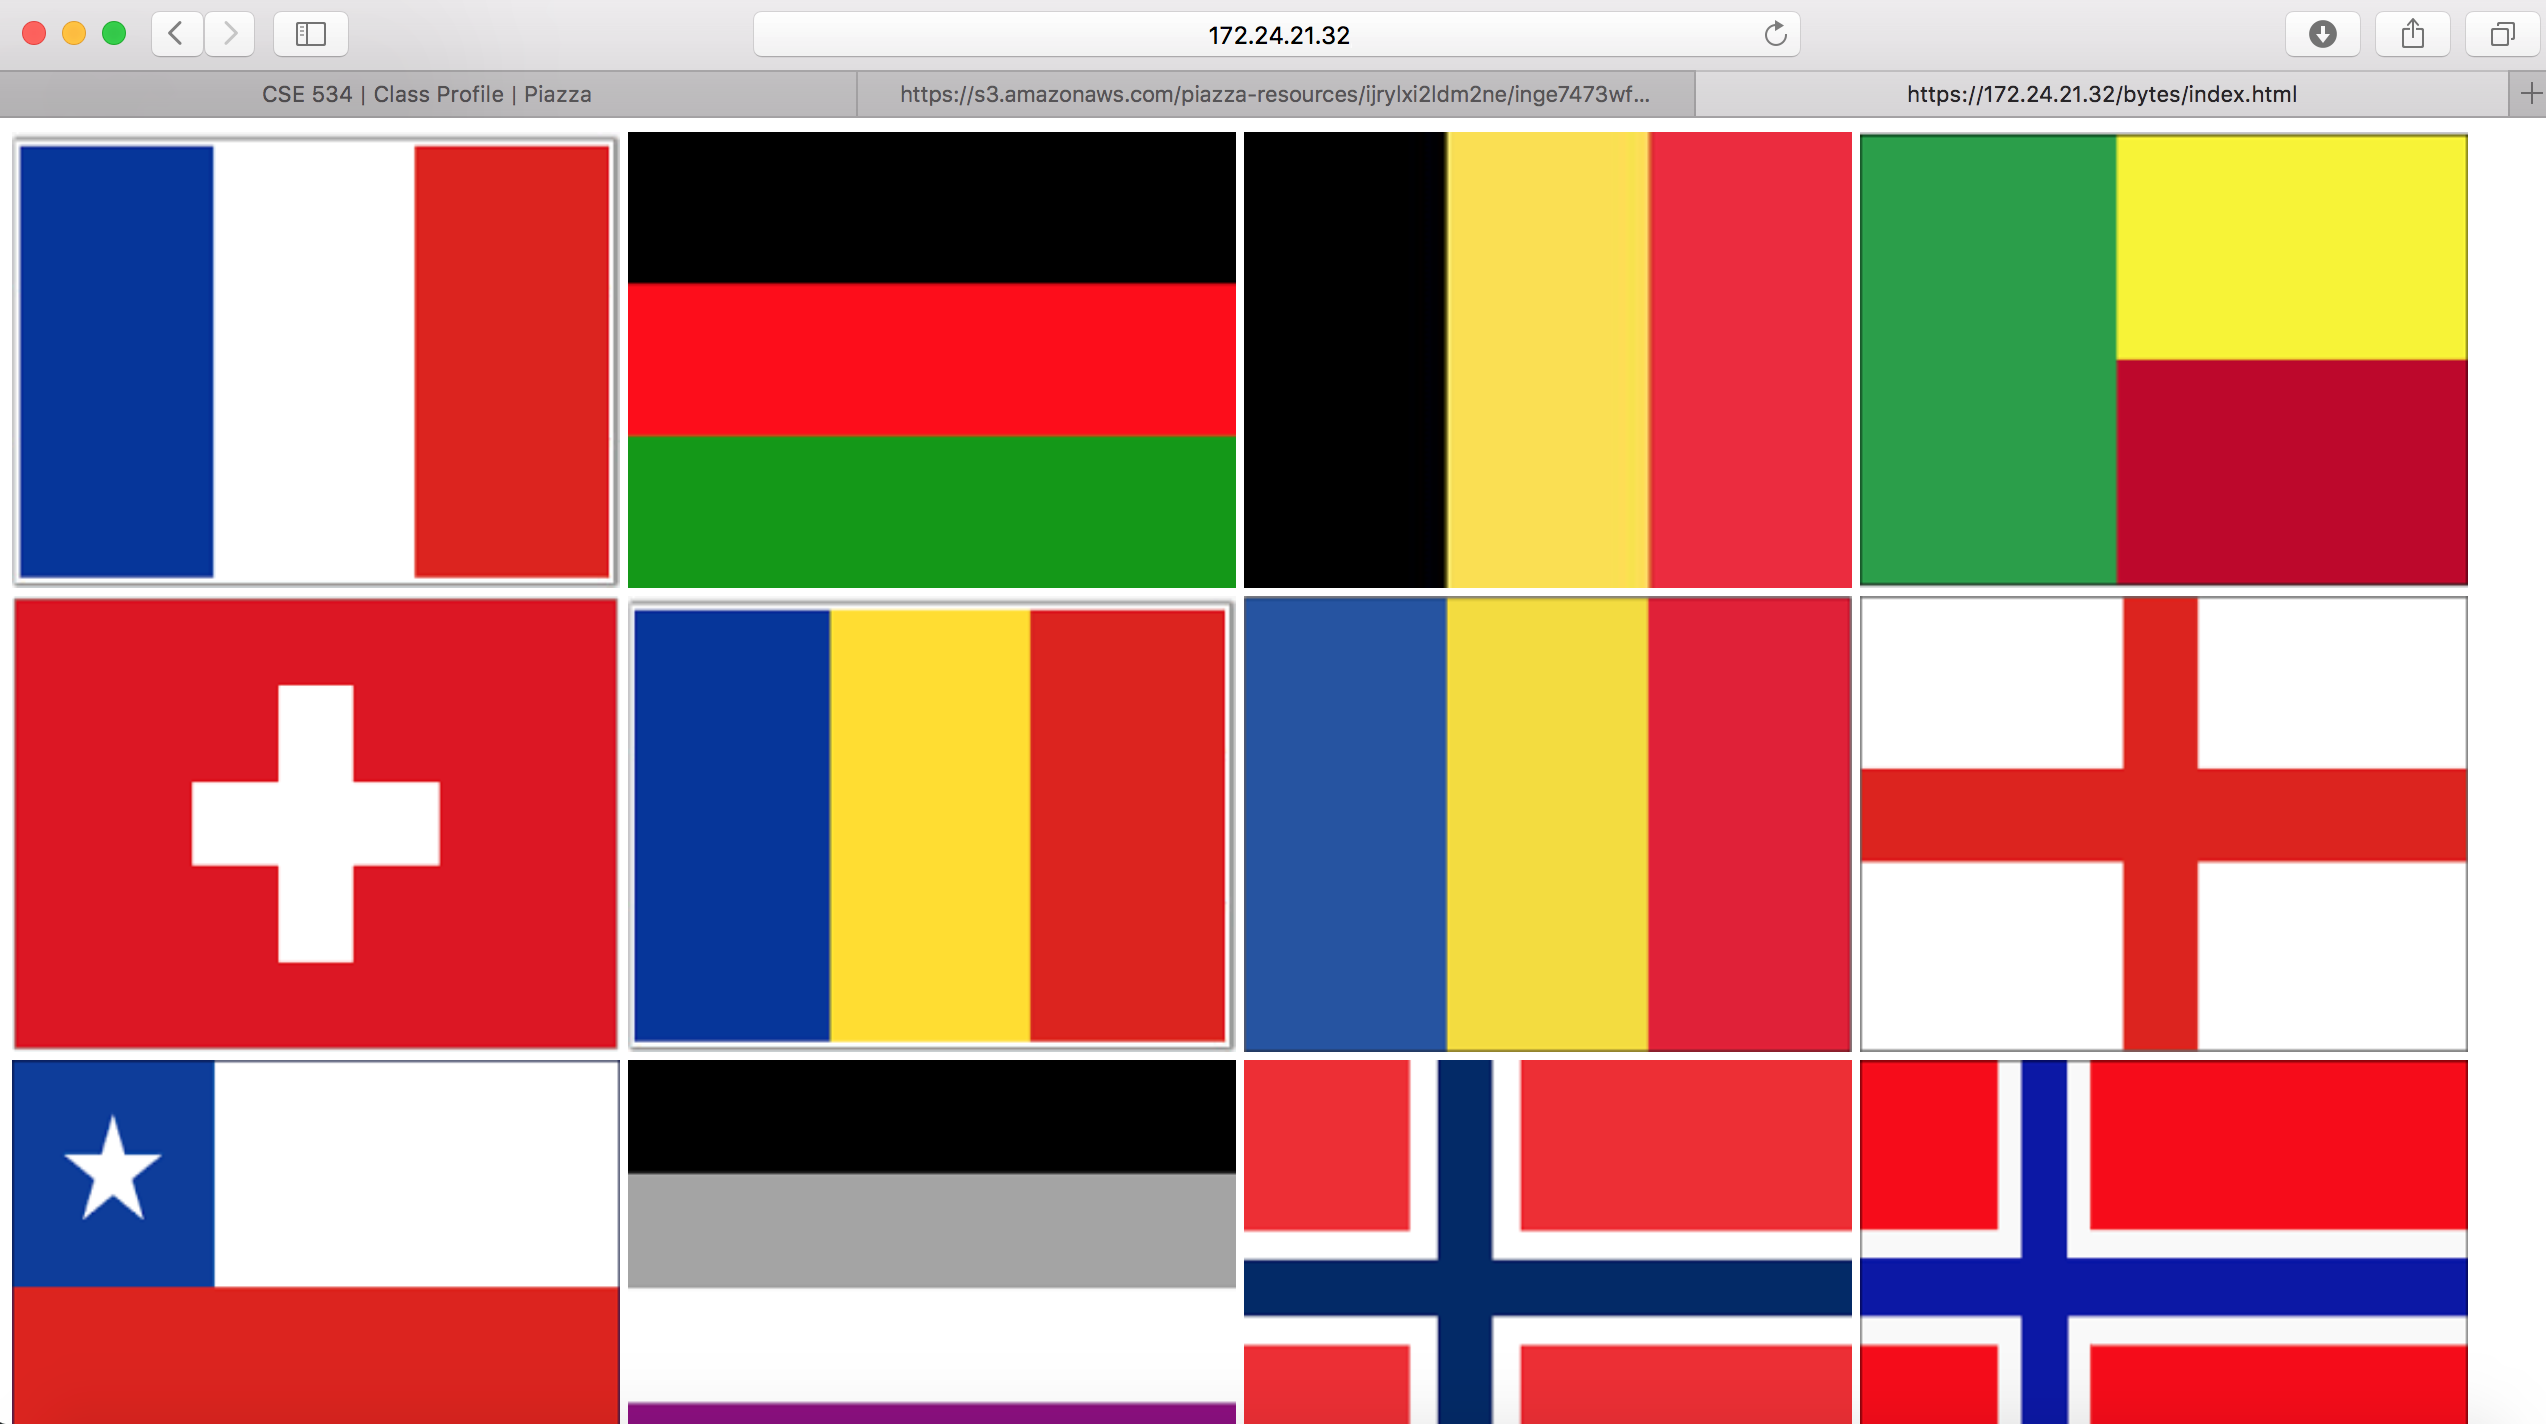 172.24.21.32
CSE 534 | Class Profile | Piazza
https://s3.amazonaws.com/piazza-resources/ijrylxi2ldm2ne/inge7473wf...
https://172.24.21.32/bytes/index.html